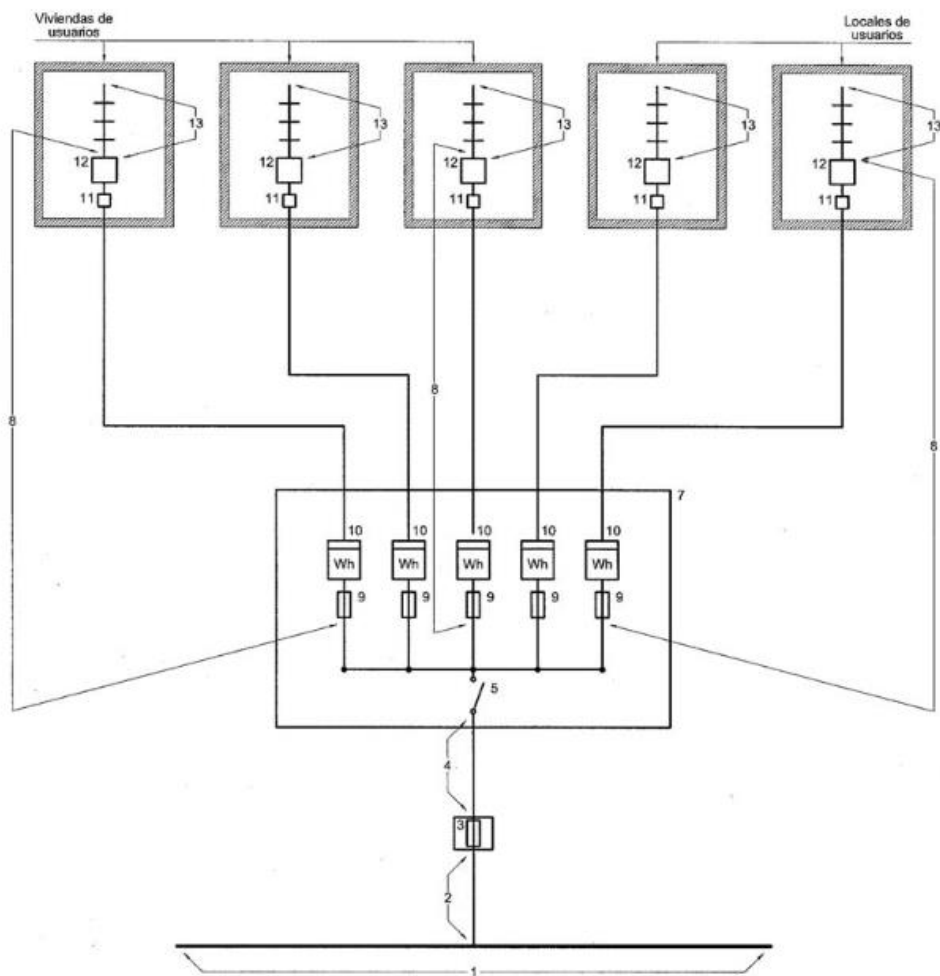 Viviendas de
usuarios
Locales de
usuarios
13 13 13 13 13
12 12 12 12 12
11 11 11 11 11
8 8 8
7
10 10 10 10 10
Wh Wh Wh Wh Wh
9 9 9 9 9
5
4
3
2
1